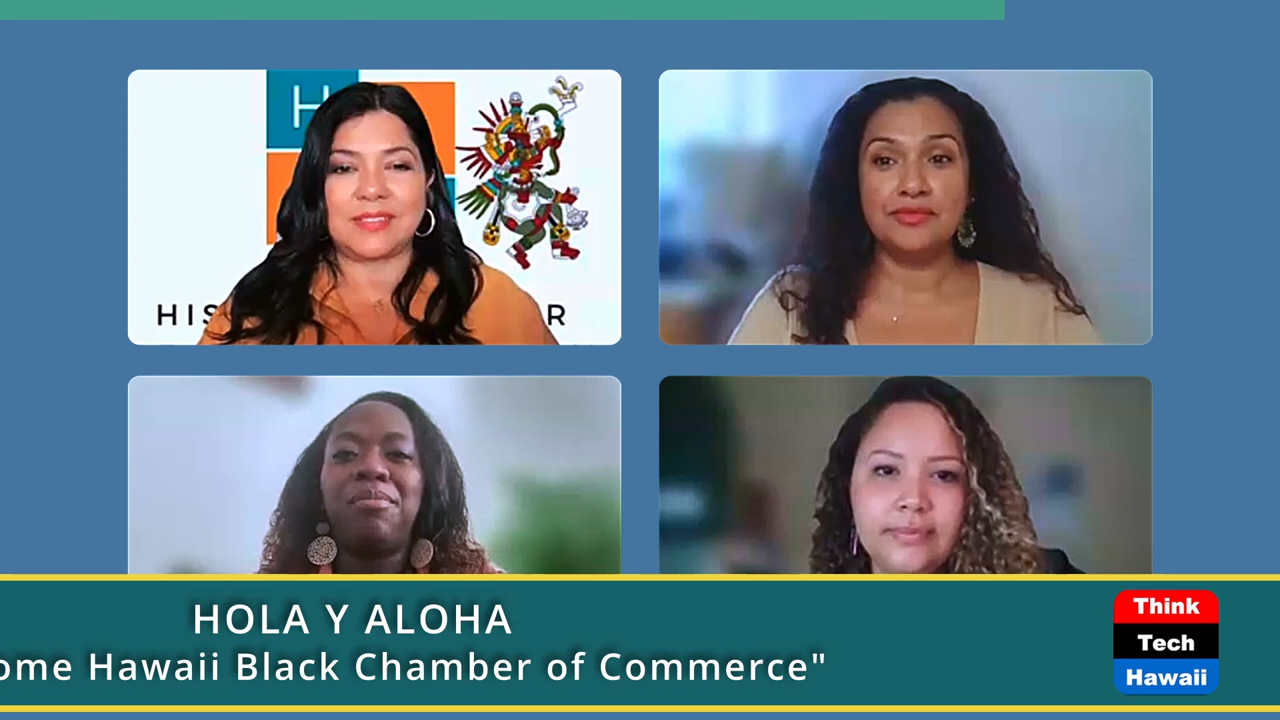 H
HIS R
HOLA Y ALOHA
ome Hawaii Black Chamber of Commerce"
Think
Tech
Hawaii